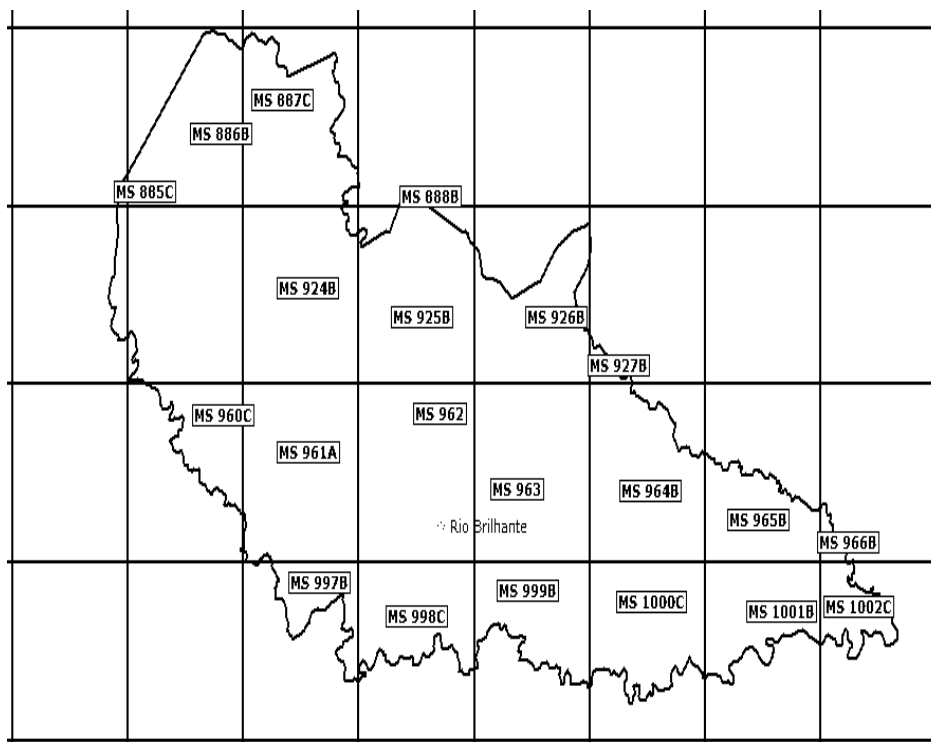 MS 887C
MS 886B
MS 885C
MS 888B
MS 924B
MS 925B
MS 926B
MS 927B
MS 960C
MS 962
MS 961A
MS 963
MS 964B
MS 965B
Rio Brilhante
MS 966B
MS 997B
MS 999B
MS 1000C
MS 998C
MS 1001B
MS 1002C